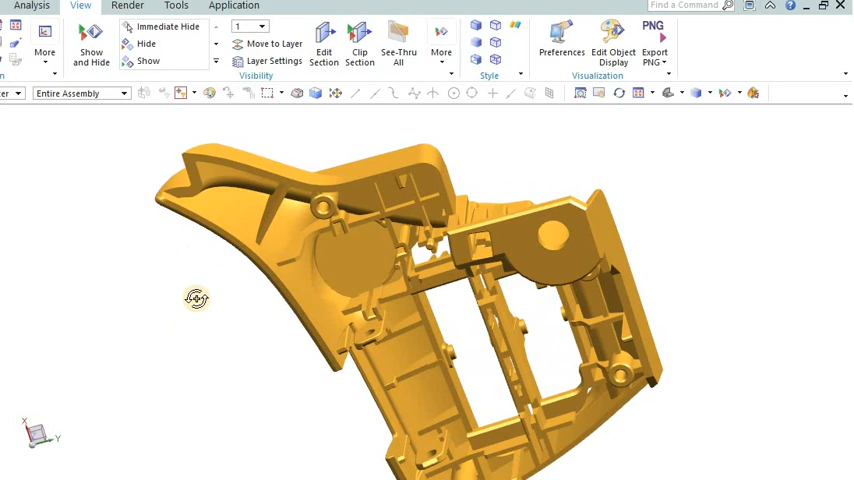 Analysis View Render Tools Application Find a Command
Immediate Hide
Hide
Show
More
Show and Hide
1
Move to Layer
Layer Settings
Visibility
Edit Section
Clip Section
See-Thru All
More
Style
Preferences
Edit Object Display
PNG
Export PNG
Visualization
Entire Assembly
X
Y